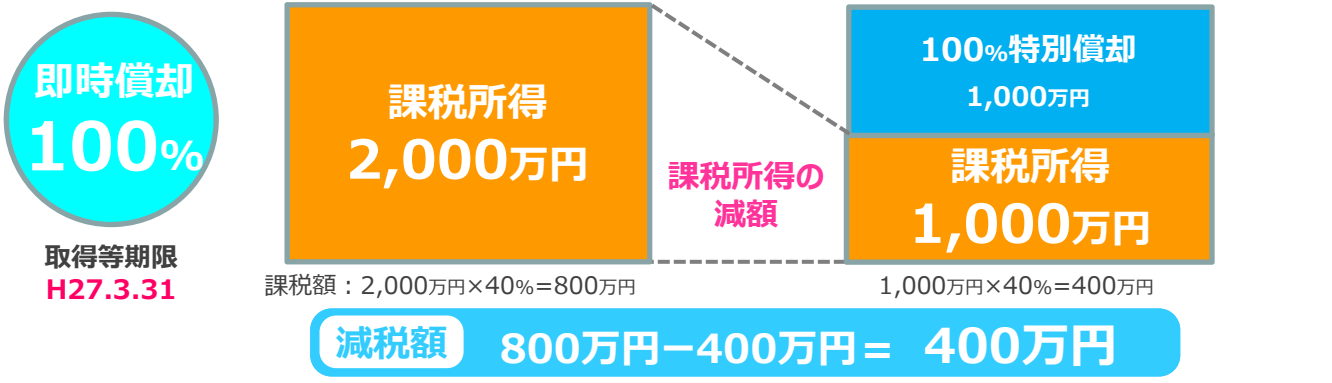 即時償却
100%
取得等期限
H27.3.31
課税所得
2,000万円
課税額：2,000万円×40%=800万円
課税所得の
減額
100%特別償却
1,000万円
課税所得
1,000万円
1,000万円×40%=400万円
減税額 800万円−400万円＝ 400万円